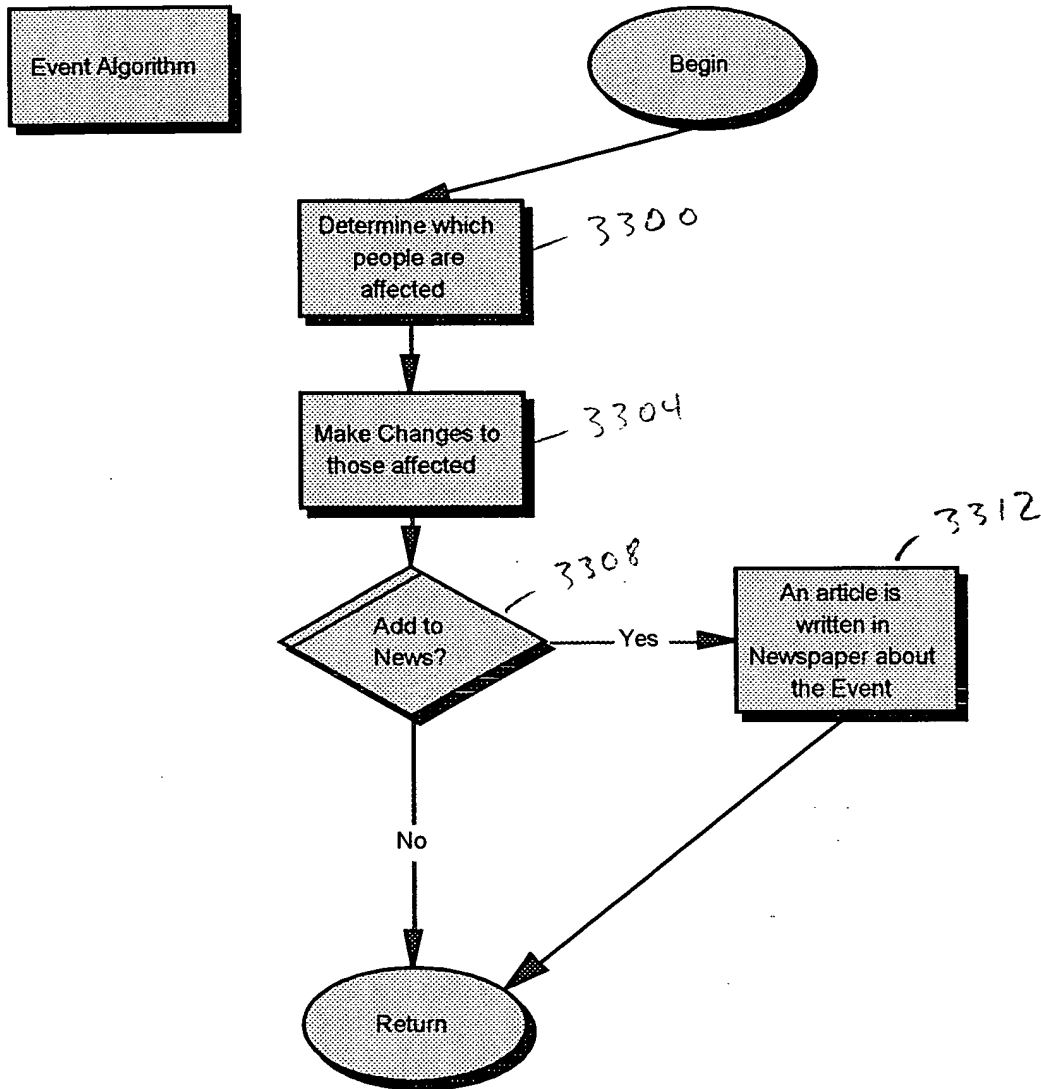 Event Algorithm
Begin
Determine which
people are
affected
3300
Make Changes to
those affected
3304
3308
Add to
News?
Yes
3312
An article is
written in
Newspaper about
the Event
No
Return